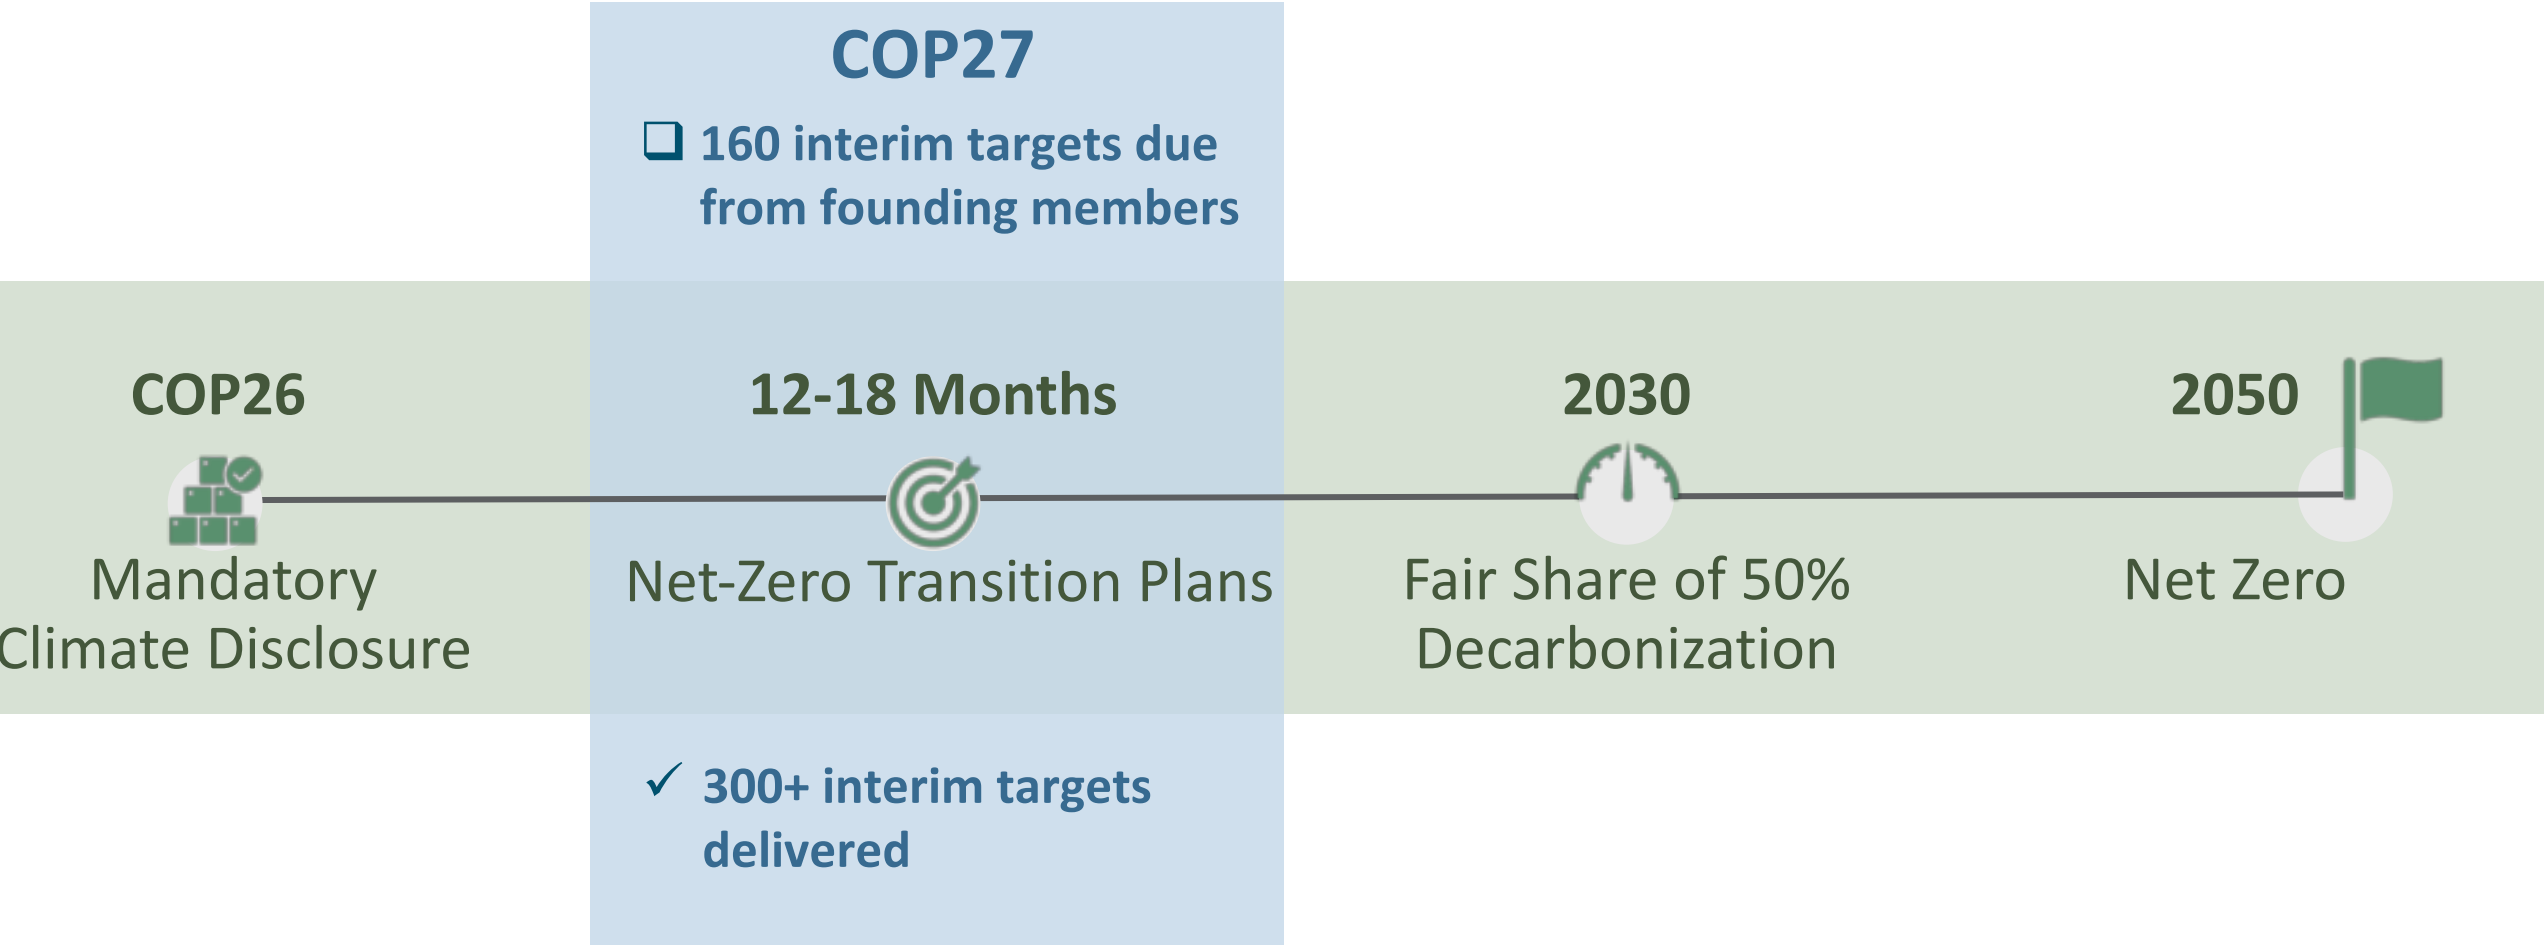 COP27
160 interim targets due
from founding members
COP26
Mandatory
Climate Disclosure
12-18 Months
Net-Zero Transition Plans
2030
Fair Share of 50%
Decarbonization
2050
Net Zero
300+ interim targets
delivered